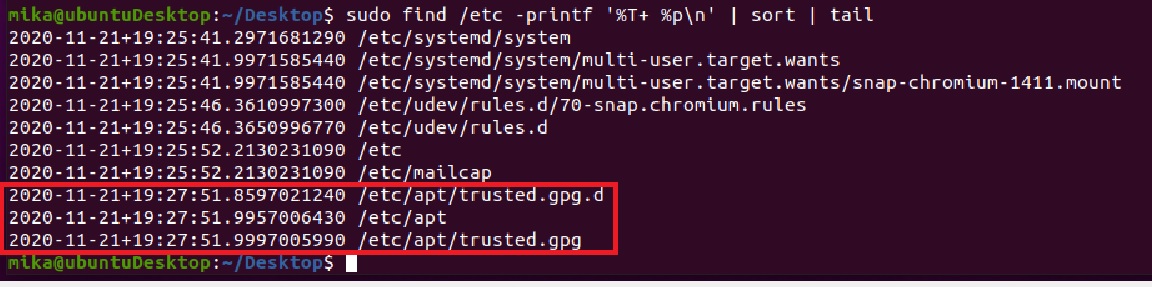 mika@ubuntuDesktop:~/Desktop$ sudo find /etc -printf '%T+ %p\n' | sort | tail
2020-11-21+19:25:41.2971681290 /etc/systemd/system
2020-11-21+19:25:41.9971585440 /etc/systemd/system/multi-user.target.wants
2020-11-21+19:25:41.9971585440 /etc/systemd/system/multi-user.target.wants/snap-chromium-1411.mount
2020-11-21+19:25:46.3610997300 /etc/udev/rules.d/70-snap.chromium.rules
2020-11-21+19:25:46.3650996770 /etc/udev/rules.d
2020-11-21+19:25:52.2130231090 /etc
2020-11-21+19:25:52.2130231090 /etc/mailcap
2020-11-21+19:27:51.8597021240 /etc/apt/trusted.gpg.d
2020-11-21+19:27:51.9957006430 /etc/apt
2020-11-21+19:27:51.9997005990 /etc/apt/trusted.gpg
mika@ubuntuDesktop:~/Desktop$